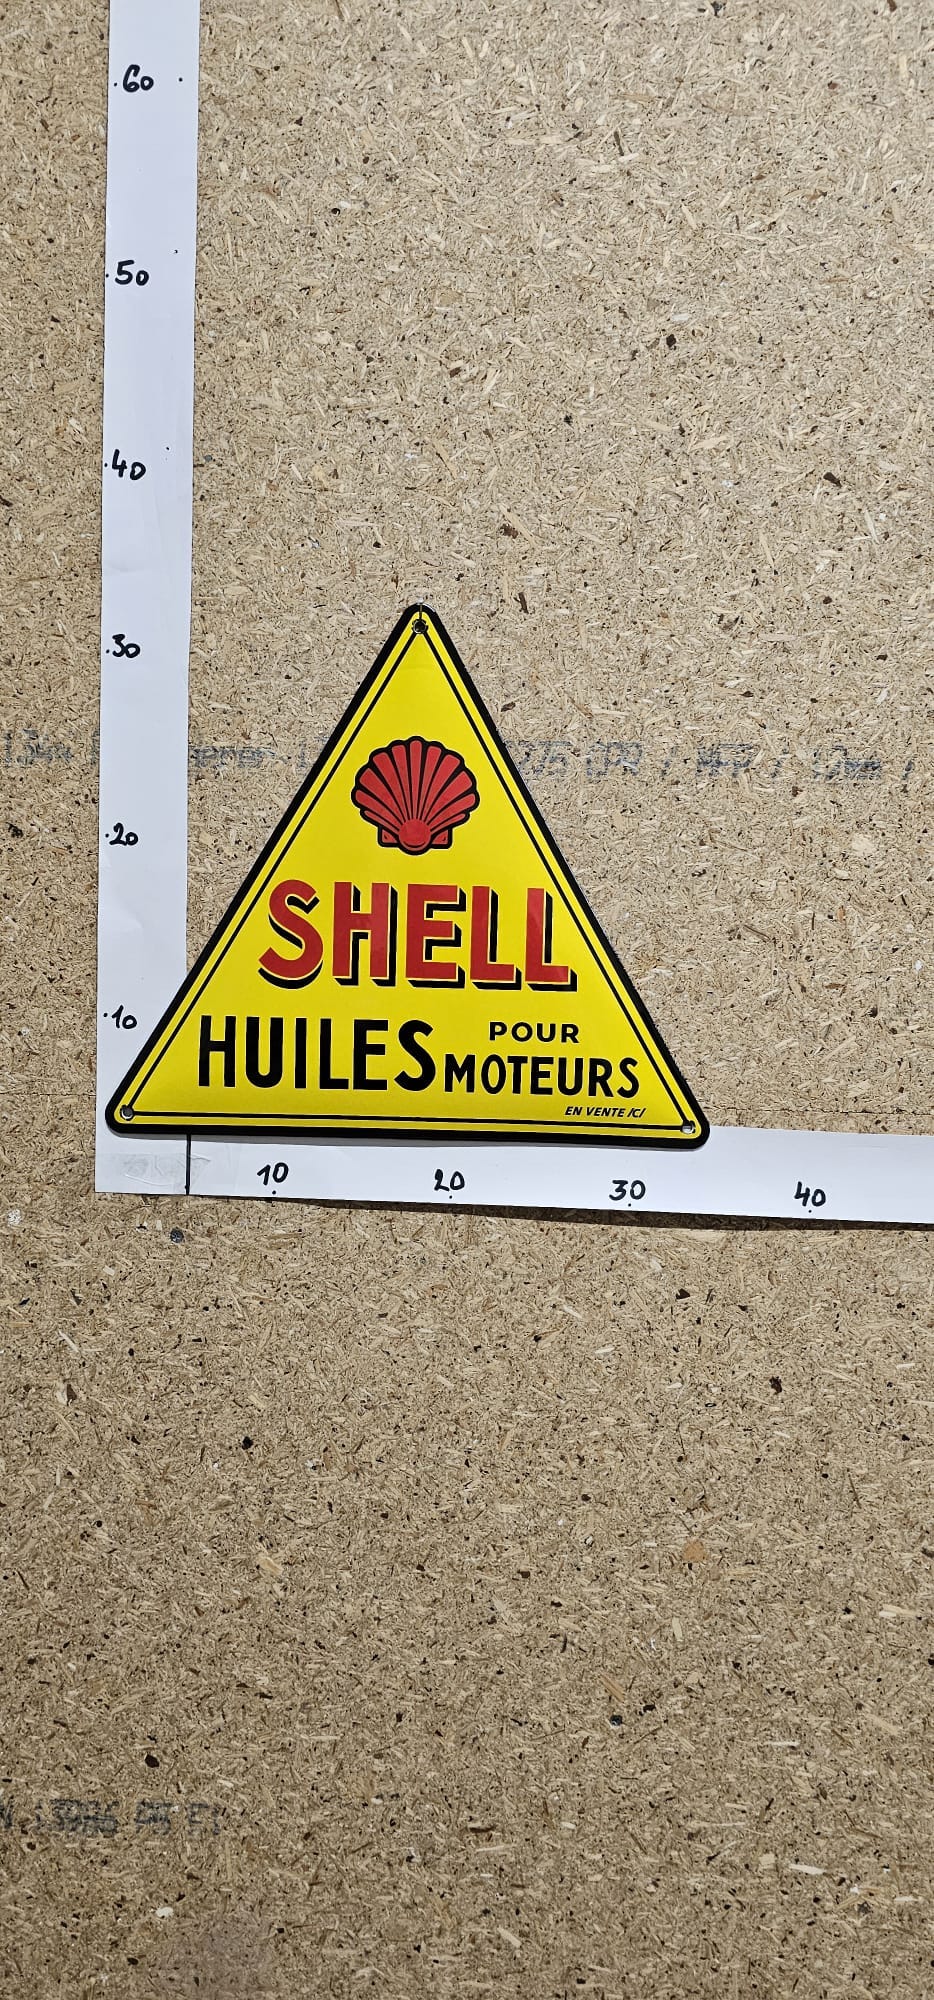 .60
.50
.40
.30
.20
.10
SHELL
HUILES POUR
MOTEURS
EN VENTE ICI
10 20 30 40